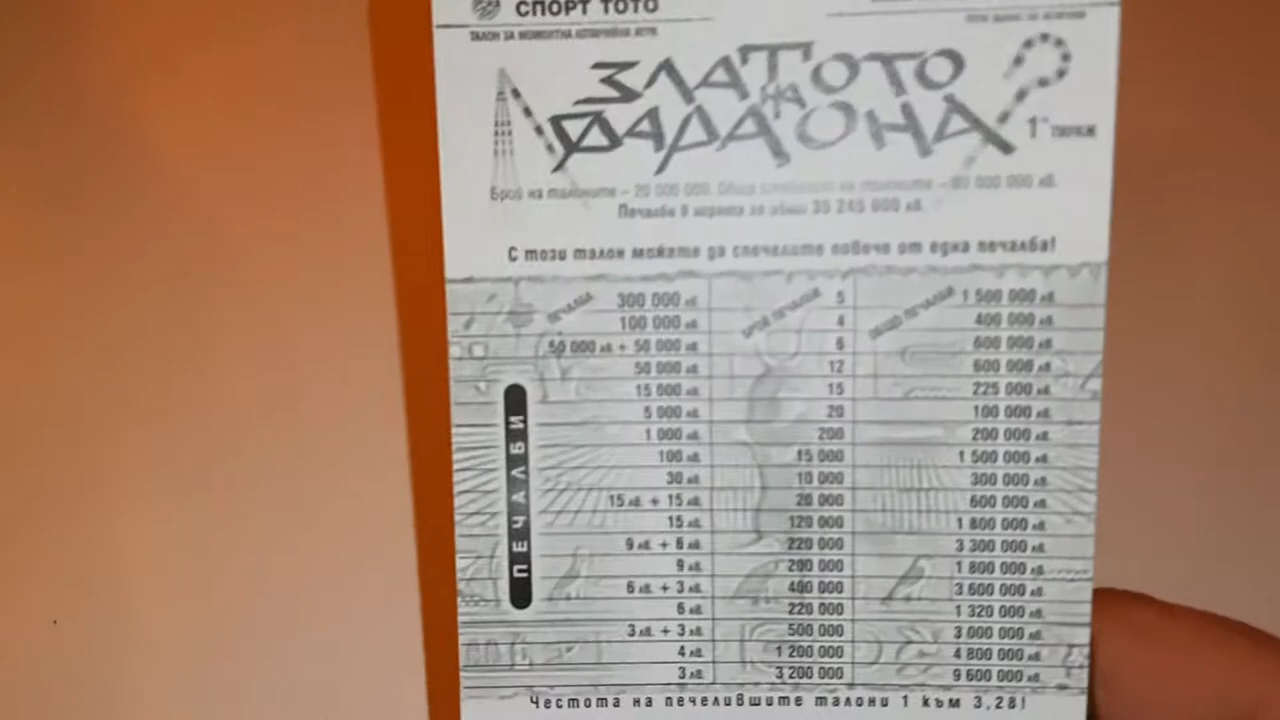 СПОРТ ТОТО
ТАЛОН ЗА МОМЕНТНА ЛОТАРИЙНА ИГРА
ЗЛАТОТО
НА
ФАРАОНА
1ви тираж
Брой на талоните – 20 000 000. Обща стойност на талоните – 60 000 000 лв.
Печалби в играта за общо 35 245 000 лв.
С този талон можете да спечелите повече от една печалба!
ПЕЧАЛБА БРОЙ ПЕЧАЛБИ ОБЩО ПЕЧАЛБИ
ПЕЧАЛБИ
300 000 лв. 5 1 500 000 лв.
100 000 лв. 4 400 000 лв.
50 000 лв. + 50 000 лв. 6 600 000 лв.
50 000 лв. 12 600 000 лв.
15 000 лв. 15 225 000 лв.
5 000 лв. 20 100 000 лв.
1 000 лв. 200 200 000 лв.
100 лв. 15 000 1 500 000 лв.
30 лв. 10 000 300 000 лв.
15 лв. + 15 лв. 20 000 600 000 лв.
15 лв. 120 000 1 800 000 лв.
9 лв. + 6 лв. 220 000 3 300 000 лв.
9 лв. 200 000 1 800 000 лв.
6 лв. + 3 лв. 400 000 3 600 000 лв.
6 лв. 220 000 1 320 000 лв.
3 лв. + 3 лв. 500 000 3 000 000 лв.
4 лв. 1 200 000 4 800 000 лв.
3 лв. 3 200 000 9 600 000 лв.
Честота на печелившите талони 1 към 3,28!